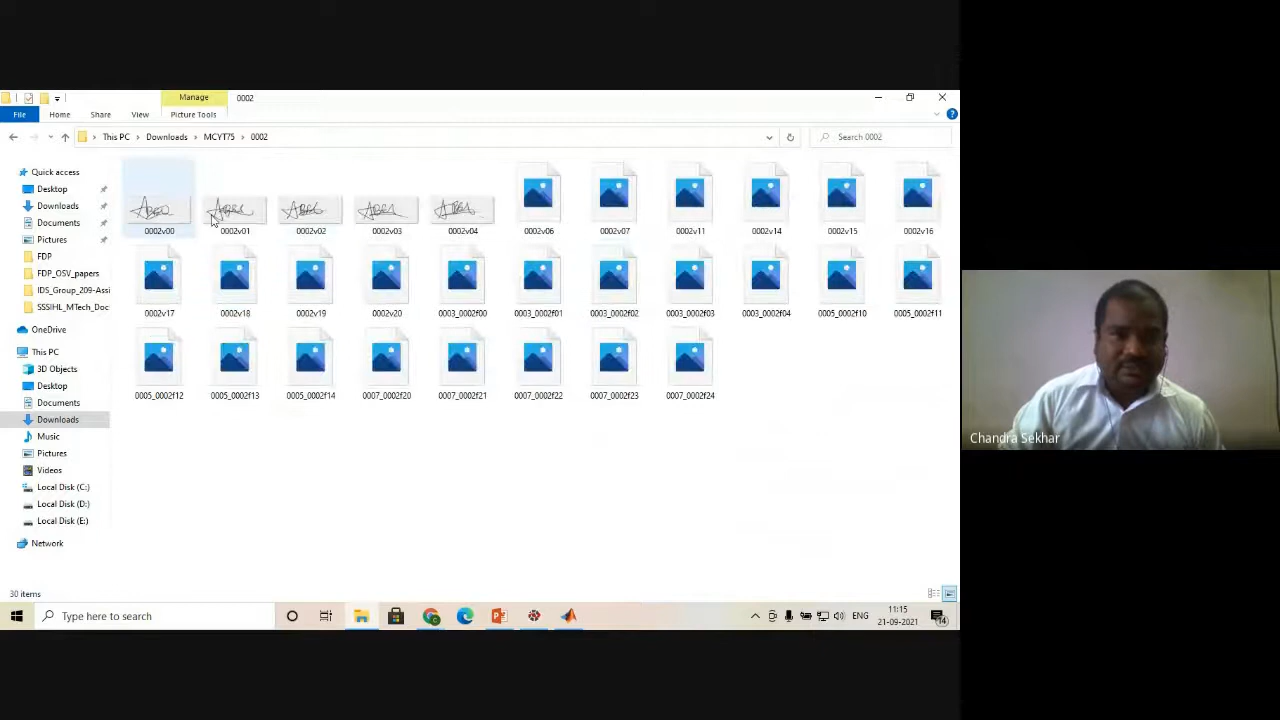 Manage
0002
File
Home
Share
View
Picture Tools
This PC
Downloads
MCYT75
0002
Search 0002
Quick access
Desktop
Downloads
Documents
Pictures
FDP
FDP_OSV_papers
IDS_Group_209-Assi
SSSIHL_MTech_Doc
OneDrive
This PC
3D Objects
Desktop
Documents
Downloads
Music
Pictures
Videos
Local Disk (C:)
Local Disk (D:)
Local Disk (E:)
Network
0002v00 0002v01 0002v02 0002v03 0002v04 0002v06 0002v07 0002v11 0002v14 0002v15 0002v16
0002v17 0002v18 0002v19 0002v20 0003_0002f00 0003_0002f01 0003_0002f02 0003_0002f03 0003_0002f04 0005_0002f10 0005_0002f11
0005_0002f12 0005_0002f13 0005_0002f14 0007_0002f20 0007_0002f21 0007_0002f22 0007_0002f23 0007_0002f24
30 items
Type here to search
ENG
11:15
21-09-2021
14
Chandra Sekhar